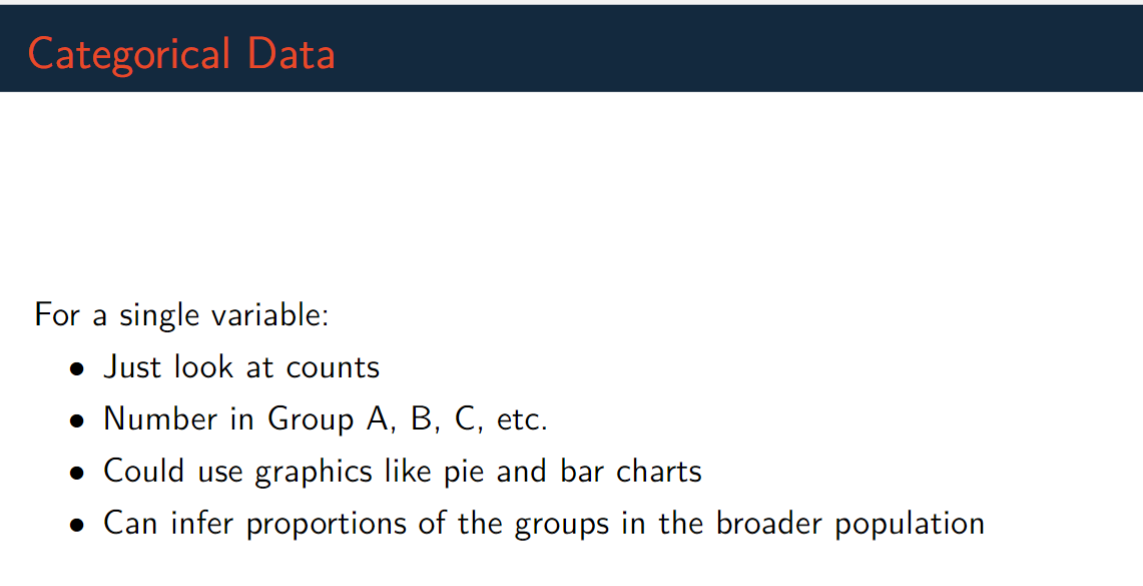 Categorical Data
For a single variable:
• Just look at counts
• Number in Group A, B, C, etc.
• Could use graphics like pie and bar charts
• Can infer proportions of the groups in the broader population